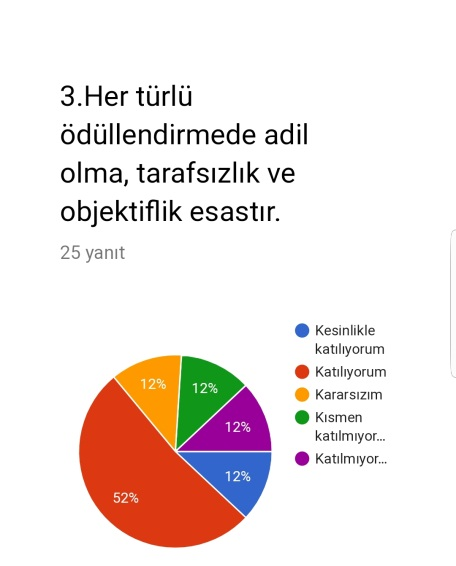 3.Her türlü
ödüllendirmede adil
olma, tarafsızlık ve
objektiflik esastır.
25 yanıt
Kesinlikle
katılıyorum
Katılıyorum
Kararsızım
Kısmen
katılmıyor...
Katılmıyor...
12%
12%
12%
12%
52%